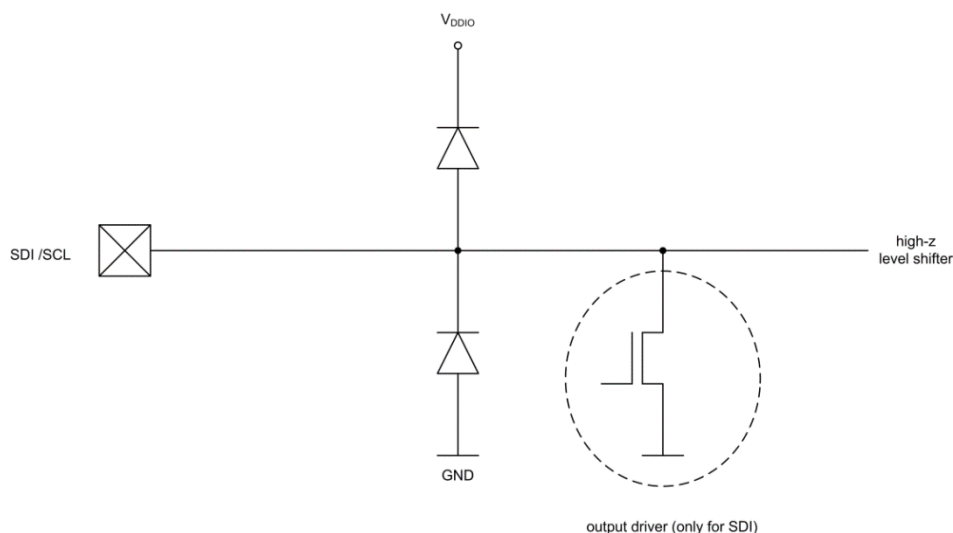 VDDIO
SDI /SCL
high-z
level shifter
GND
output driver (only for SDI)